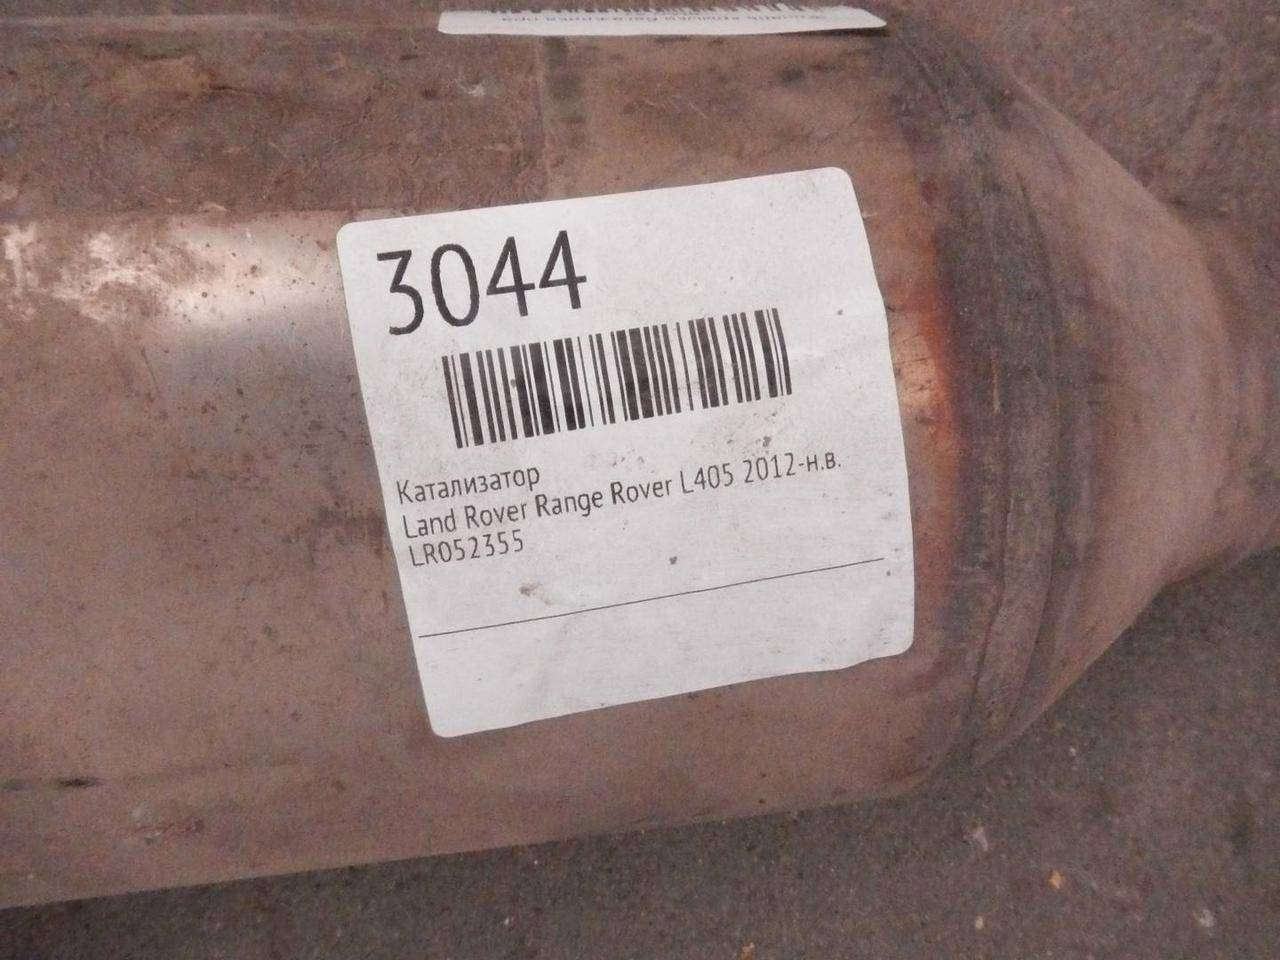 3044
Катализатор
Land Rover Range Rover L405 2012-н.в.
LR052355